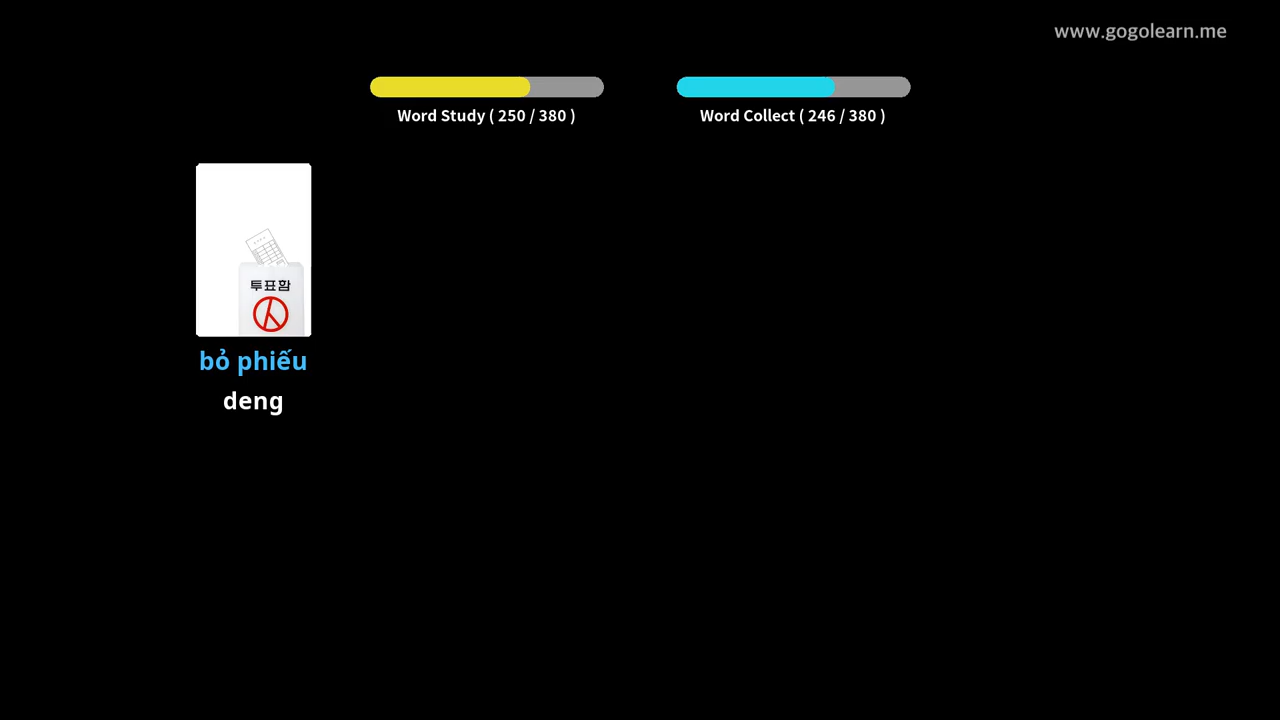 www.gogolearn.me
Word Study ( 250 / 380 )
Word Collect ( 246 / 380 )
투표함
bỏ phiếu
deng